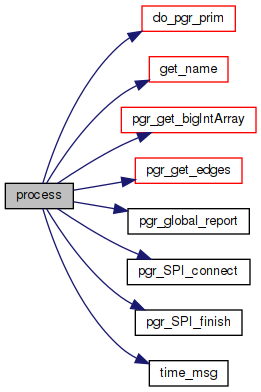 do_pgr_prim
get_name
pgr_get_bigIntArray
pgr_get_edges
process
pgr_global_report
pgr_SPI_connect
pgr_SPI_finish
time_msg